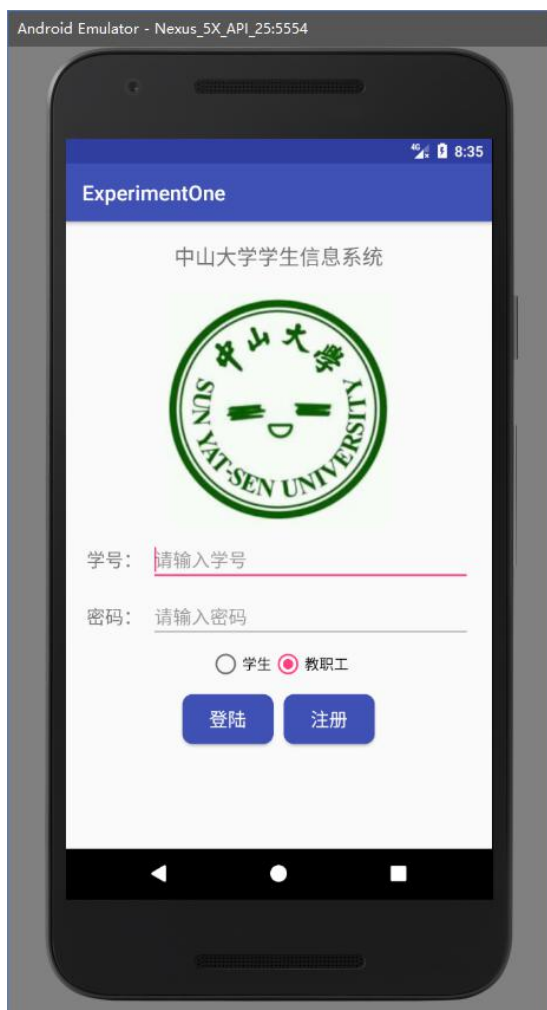 Android Emulator - Nexus_5X_API_25:5554
4G 8:35
ExperimentOne
中山大学学生信息系统
中山大學
SUN YAT-SEN UNIVERSITY
学号： 请输入学号
密码： 请输入密码
学生 教职工
登陆 注册